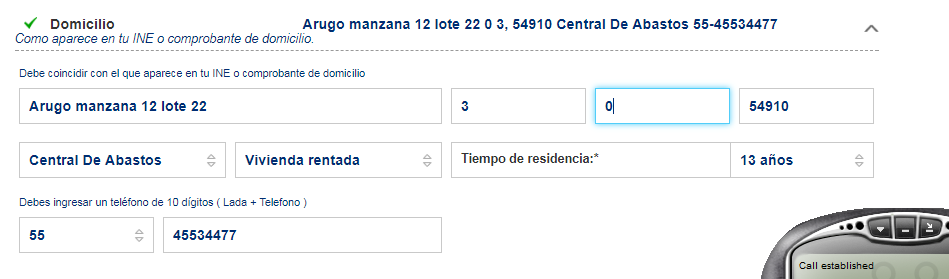 Domicilio Arugo manzana 12 lote 22 0 3, 54910 Central De Abastos 55-45534477
Como aparece en tu INE o comprobante de domicilio.
Debe coincidir con el que aparece en tu INE o comprobante de domicilio
Arugo manzana 12 lote 22 3 0 54910
Central De Abastos Vivienda rentada Tiempo de residencia:* 13 años
Debes ingresar un teléfono de 10 dígitos ( Lada + Telefono )
55 45534477
Call established